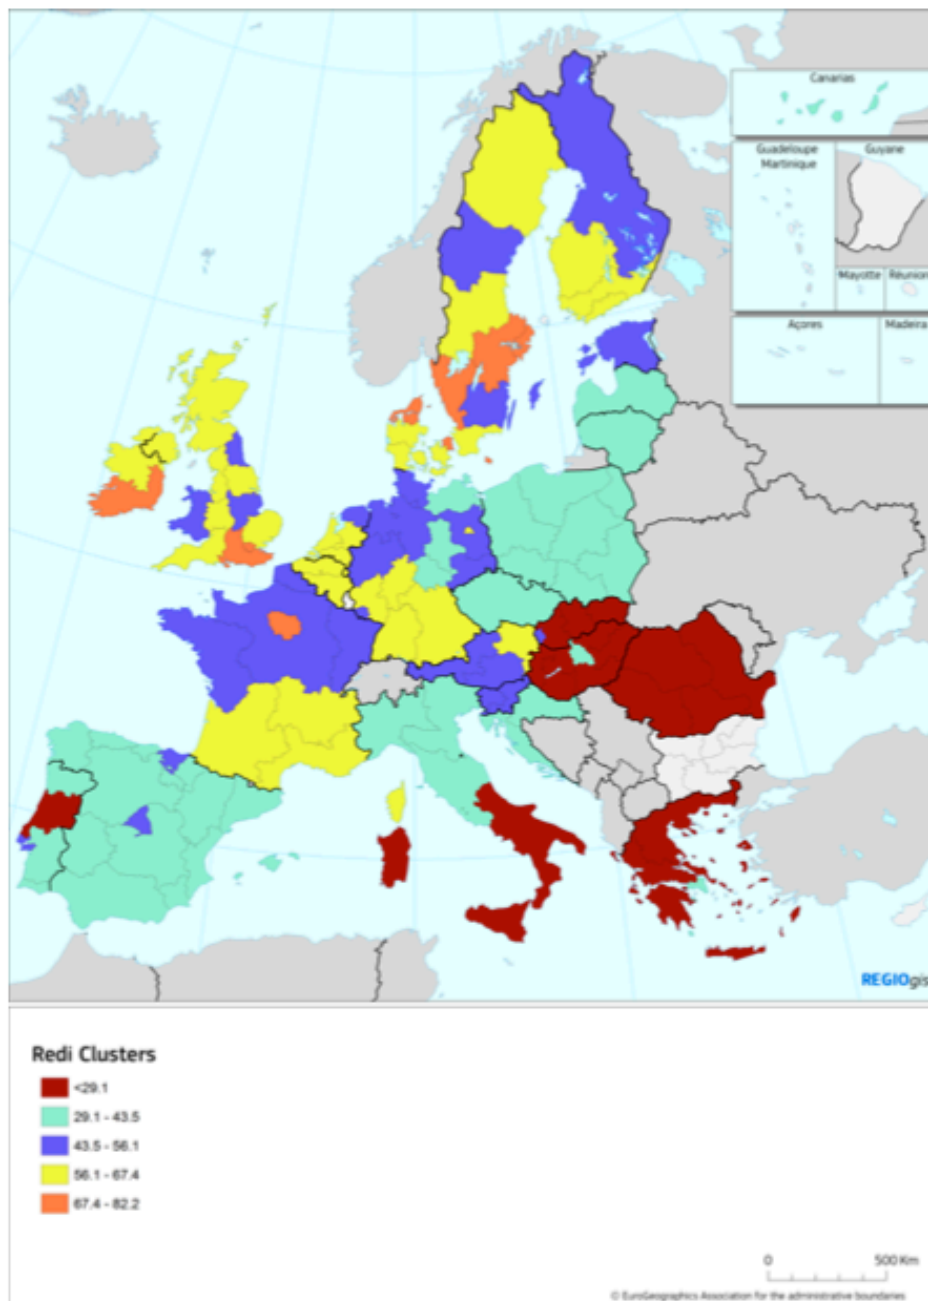 Canarias
Guadeloupe
Martinique
Guyane
Mayotte
Réunion
Açores
Madeira
REGIOgis
Redi Clusters
<29.1
29.1 - 43.5
43.5 - 56.1
56.1 - 67.4
67.4 - 82.2
0
500 Km
© EuroGeographics Association for the administrative boundaries